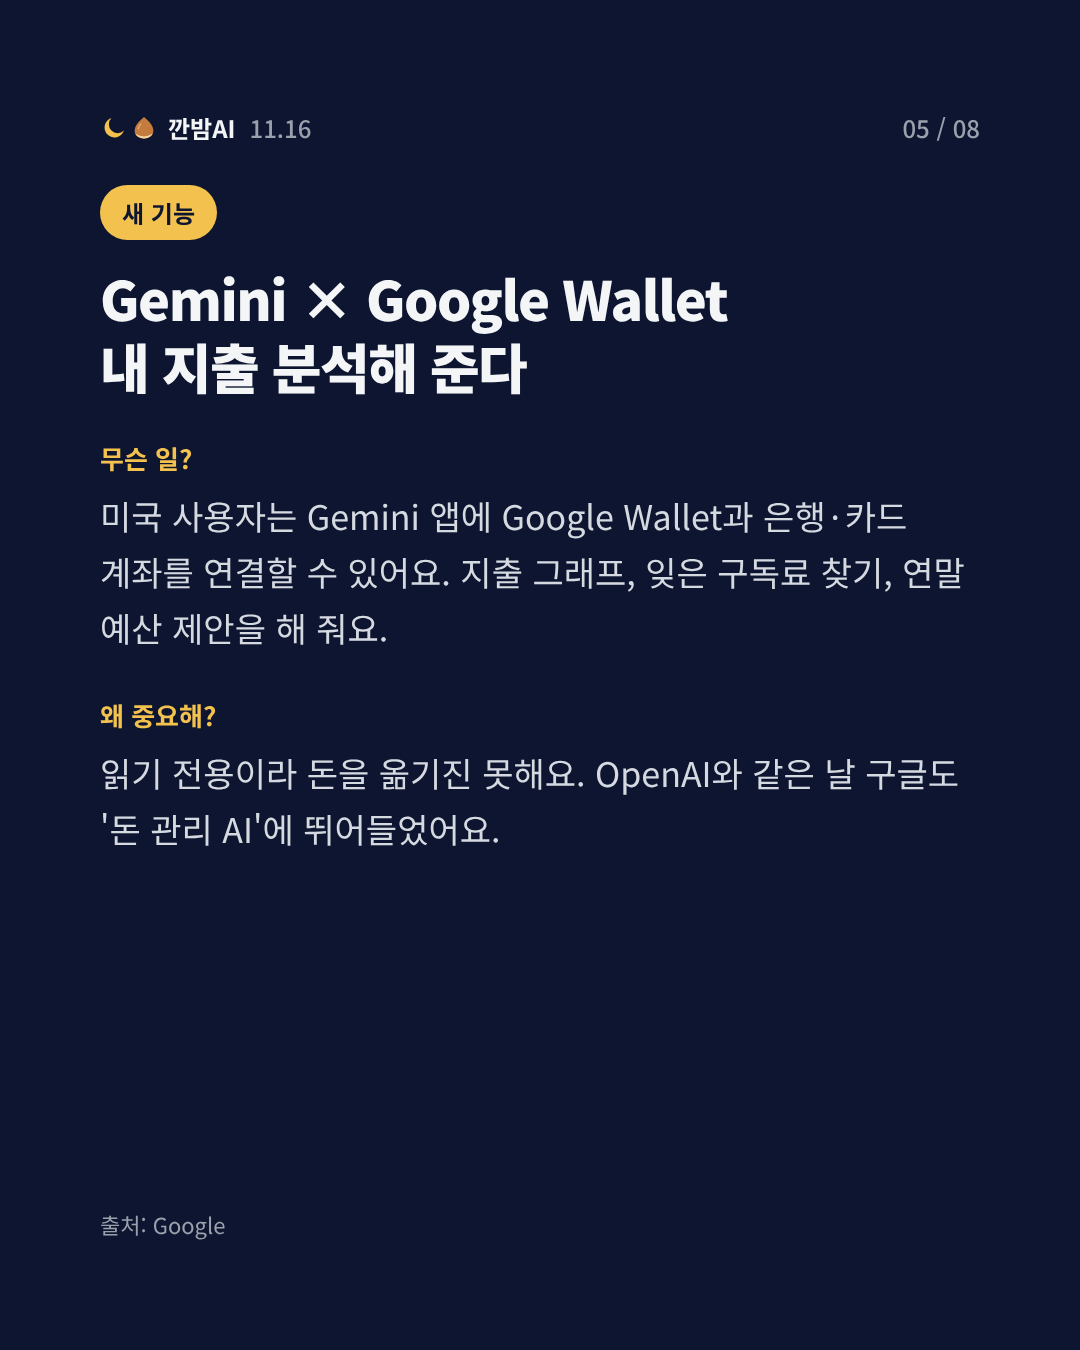 깐밤AI 11.16
05 / 08
새 기능
Gemini × Google Wallet
내 지출 분석해 준다
무슨 일?
미국 사용자는 Gemini 앱에 Google Wallet과 은행·카드
계좌를 연결할 수 있어요. 지출 그래프, 잊은 구독료 찾기, 연말
예산 제안을 해 줘요.
왜 중요해?
읽기 전용이라 돈을 옮기진 못해요. OpenAI와 같은 날 구글도
'돈 관리 AI'에 뛰어들었어요.
출처: Google